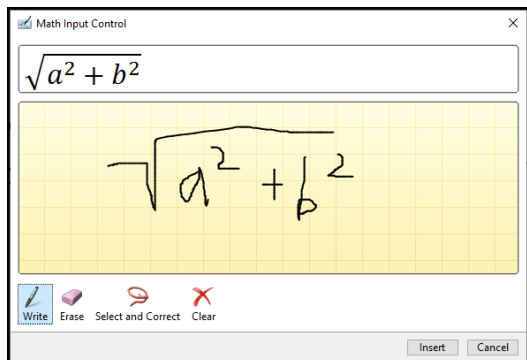 Math Input Control
√a² + b²
√a² + b²
Write Erase Select and Correct Clear
Insert Cancel